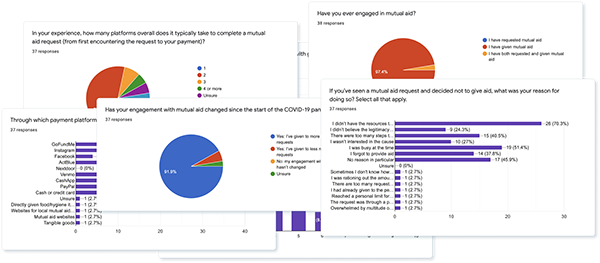 In your experience, how many platforms overall does it typically take to complete a mutual
aid request (from first encountering the request to your payment)?
37 responses
1
2
3
4 or more
Unsure
Have you ever engaged in mutual aid?
38 responses
I have requested mutual aid
I have given mutual aid
I have both requested and given mutual
aid
97.4%
Through which payment platform
37 responses
GoFundMe
Instagram
Facebook
ActBlue
Nextdoor
Venmo
CashApp
PayPal
Cash or credit card
Unsure
Directly given food/hygiene it...
Websites for local mutual aid...
Mutual aid websites
Tangible goods
1 (2.7%)
1 (2.7%)
1 (2.7%)
0
10
20
30
40
Has your engagement with mutual aid changed since the start of the COVID-19 pan
37 responses
Yes: I've given to more
requests
Yes: I've given to less
requests
No: my engagement
hasn't changed
Unsure
91.9%
If you've seen a mutual aid request and decided not to give aid, what was your reason for
doing so? Select all that apply.
37 responses
I didn't have the resources t...
I didn't believe the legitimacy...
There are too many steps t...
I wasn't interested in the cause
I was busy at the time
I forgot to provide aid
No reason in particular
Unsure
Sometimes I don't know how...
I was rationing out the amou...
There are too many request...
I had already given to the pe...
Reached a personal limit for...
The request was through a p...
Overwhelmed by multitude o...
26 (70.3%)
9 (24.3%)
15 (40.5%)
10 (27%)
19 (51.4%)
14 (37.8%)
17 (45.9%)
0 (0%)
1 (2.7%)
1 (2.7%)
1 (2.7%)
1 (2.7%)
1 (2.7%)
1 (2.7%)
1 (2.7%)
0
10
20
30